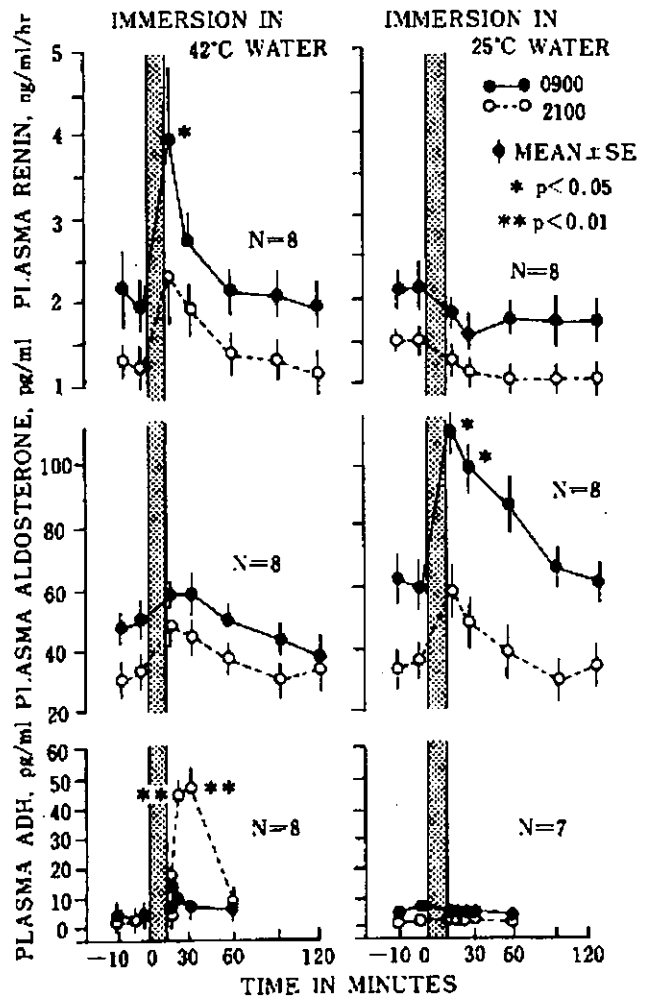 IMMERSION IN
42°C WATER
IMMERSION IN
25°C WATER
PLASMA RENIN, ng/ml/hr
5
4
3
2
1
*
N=8
●—● 0900
○---○ 2100
MEAN ± SE
* p<0.05
** p<0.01
N=8
PLASMA ALDOSTERONE, pg/ml
100
80
60
40
20
N=8
*
*
N=8
PLASMA ADH, pg/ml
60
50
40
30
20
10
0
**
**
N=8
N=7
−10 0 30 60 120
−10 0 30 60 120
TIME IN MINUTES